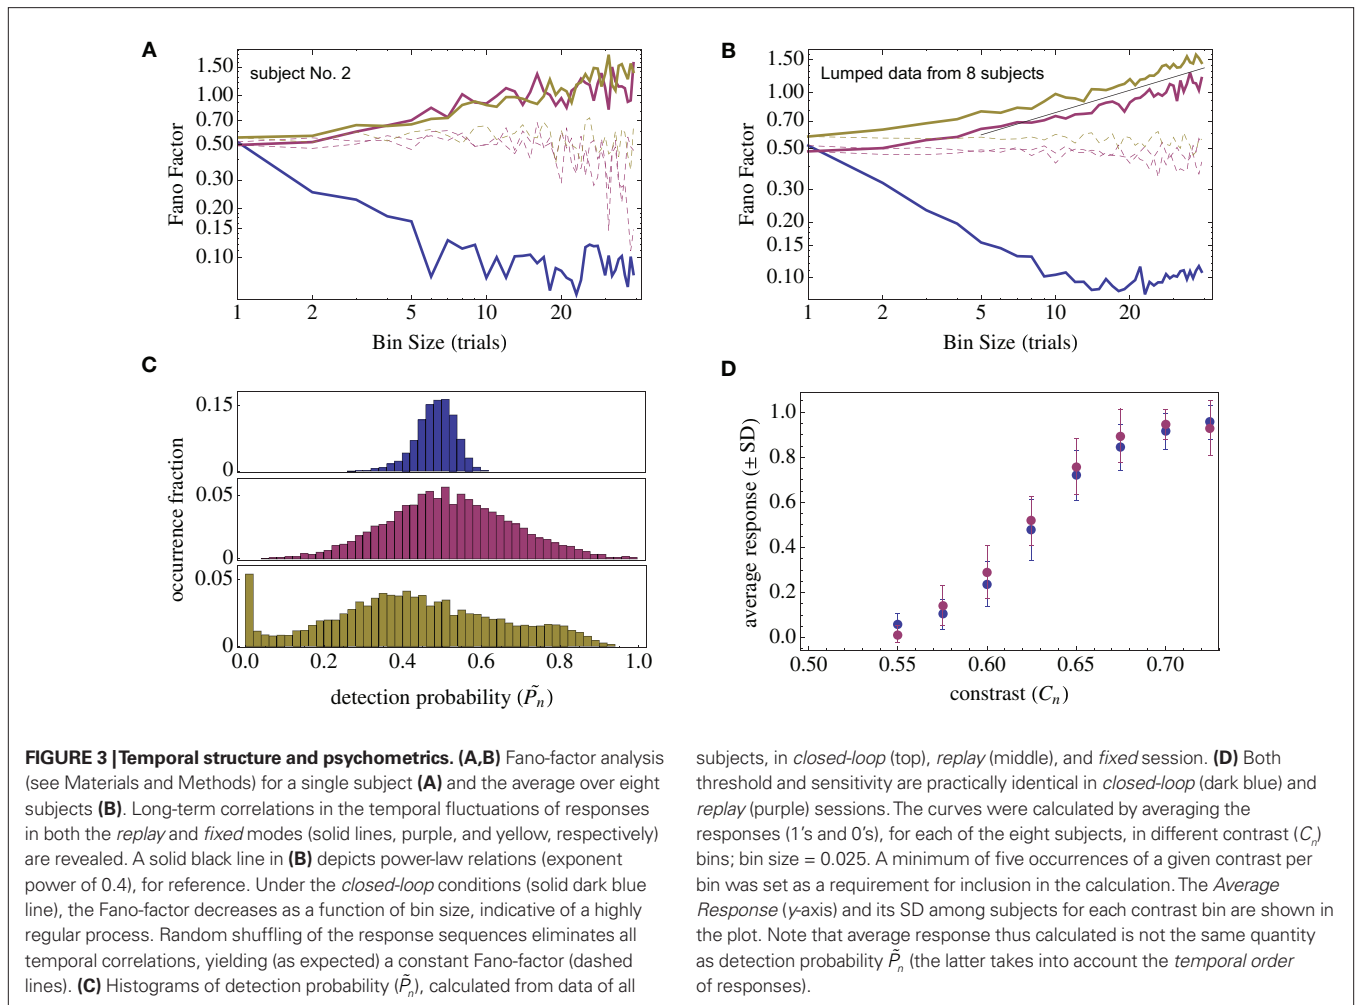 A
subject No. 2
1.50
1.00
0.70
0.50
0.30
0.20
0.15
0.10
Fano Factor
1 2 5 10 20
Bin Size (trials)
B
Lumped data from 8 subjects
1.50
1.00
0.70
0.50
0.30
0.20
0.15
0.10
Fano Factor
1 2 5 10 20
Bin Size (trials)
C
0.15
0
0.05
0
0.05
0
occurrence fraction
0.0 0.2 0.4 0.6 0.8 1.0
detection probability (P̃n)
D
1.0
0.8
0.6
0.4
0.2
0.0
average response (± SD)
0.50 0.55 0.60 0.65 0.70
constrast (Cn)
FIGURE 3 | Temporal structure and psychometrics. (A,B) Fano-factor analysis
(see Materials and Methods) for a single subject (A) and the average over eight
subjects (B). Long-term correlations in the temporal fluctuations of responses
in both the replay and fixed modes (solid lines, purple, and yellow, respectively)
are revealed. A solid black line in (B) depicts power-law relations (exponent
power of 0.4), for reference. Under the closed-loop conditions (solid dark blue
line), the Fano-factor decreases as a function of bin size, indicative of a highly
regular process. Random shuffling of the response sequences eliminates all
temporal correlations, yielding (as expected) a constant Fano-factor (dashed
lines). (C) Histograms of detection probability (P̃n), calculated from data of all
subjects, in closed-loop (top), replay (middle), and fixed session. (D) Both
threshold and sensitivity are practically identical in closed-loop (dark blue) and
replay (purple) sessions. The curves were calculated by averaging the
responses (1's and 0's), for each of the eight subjects, in different contrast (Cn)
bins; bin size = 0.025. A minimum of five occurrences of a given contrast per
bin was set as a requirement for inclusion in the calculation. The Average
Response (y-axis) and its SD among subjects for each contrast bin are shown in
the plot. Note that average response thus calculated is not the same quantity
as detection probability P̃n (the latter takes into account the temporal order
of responses).